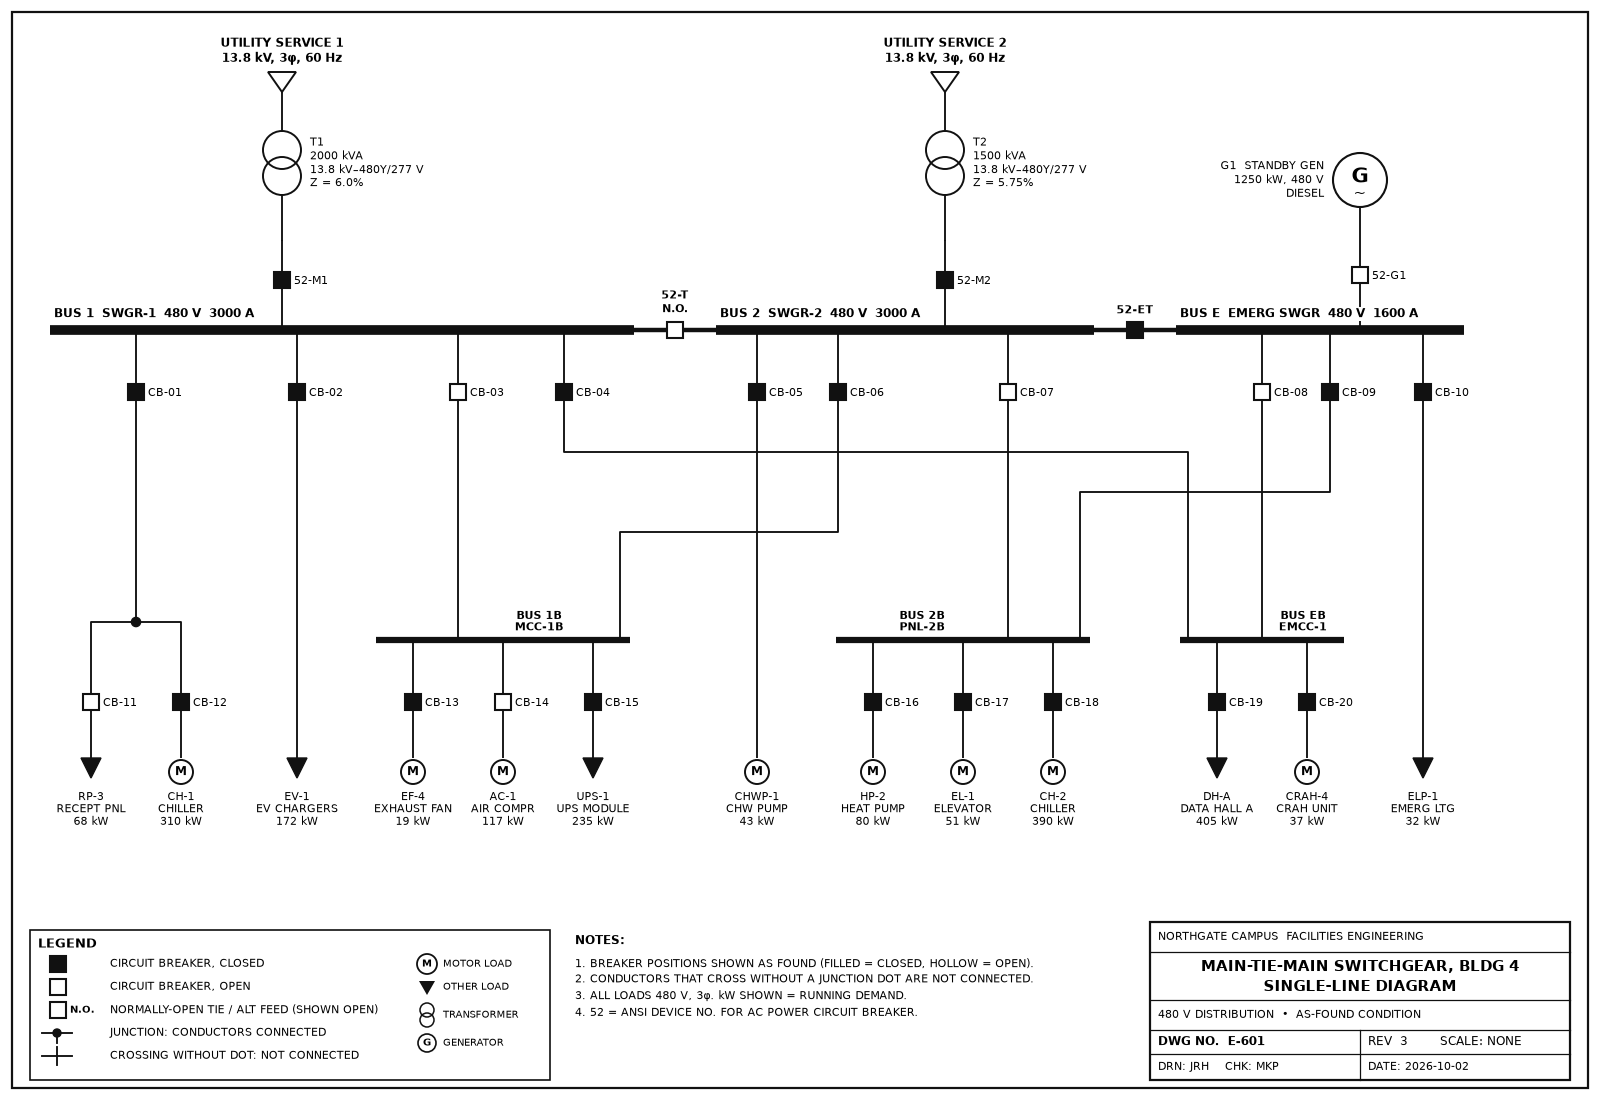 UTILITY SERVICE 1
13.8 kV, 3φ, 60 Hz
UTILITY SERVICE 2
13.8 kV, 3φ, 60 Hz
T1
2000 kVA
13.8 kV–480Y/277 V
Z = 6.0%
T2
1500 kVA
13.8 kV–480Y/277 V
Z = 5.75%
G1 STANDBY GEN
1250 kW, 480 V
DIESEL
G
~
52-M1
52-M2
52-G1
52-T
N.O.
52-ET
BUS 1 SWGR-1 480 V 3000 A
BUS 2 SWGR-2 480 V 3000 A
BUS E EMERG SWGR 480 V 1600 A
CB-01
CB-02
CB-03
CB-04
CB-05
CB-06
CB-07
CB-08
CB-09
CB-10
BUS 1B
MCC-1B
BUS 2B
PNL-2B
BUS EB
EMCC-1
CB-11
CB-12
CB-13
CB-14
CB-15
CB-16
CB-17
CB-18
CB-19
CB-20
M
M
M
M
M
M
M
M
RP-3
RECEPT PNL
68 kW
CH-1
CHILLER
310 kW
EV-1
EV CHARGERS
172 kW
EF-4
EXHAUST FAN
19 kW
AC-1
AIR COMPR
117 kW
UPS-1
UPS MODULE
235 kW
CHWP-1
CHW PUMP
43 kW
HP-2
HEAT PUMP
80 kW
EL-1
ELEVATOR
51 kW
CH-2
CHILLER
390 kW
DH-A
DATA HALL A
405 kW
CRAH-4
CRAH UNIT
37 kW
ELP-1
EMERG LTG
32 kW
LEGEND
CIRCUIT BREAKER, CLOSED
CIRCUIT BREAKER, OPEN
N.O. NORMALLY-OPEN TIE / ALT FEED (SHOWN OPEN)
JUNCTION: CONDUCTORS CONNECTED
CROSSING WITHOUT DOT: NOT CONNECTED
M MOTOR LOAD
OTHER LOAD
TRANSFORMER
G GENERATOR
NOTES:
1. BREAKER POSITIONS SHOWN AS FOUND (FILLED = CLOSED, HOLLOW = OPEN).
2. CONDUCTORS THAT CROSS WITHOUT A JUNCTION DOT ARE NOT CONNECTED.
3. ALL LOADS 480 V, 3φ. kW SHOWN = RUNNING DEMAND.
4. 52 = ANSI DEVICE NO. FOR AC POWER CIRCUIT BREAKER.
NORTHGATE CAMPUS FACILITIES ENGINEERING
MAIN-TIE-MAIN SWITCHGEAR, BLDG 4
SINGLE-LINE DIAGRAM
480 V DISTRIBUTION • AS-FOUND CONDITION
DWG NO. E-601
REV 3 SCALE: NONE
DRN: JRH CHK: MKP
DATE: 2026-10-02